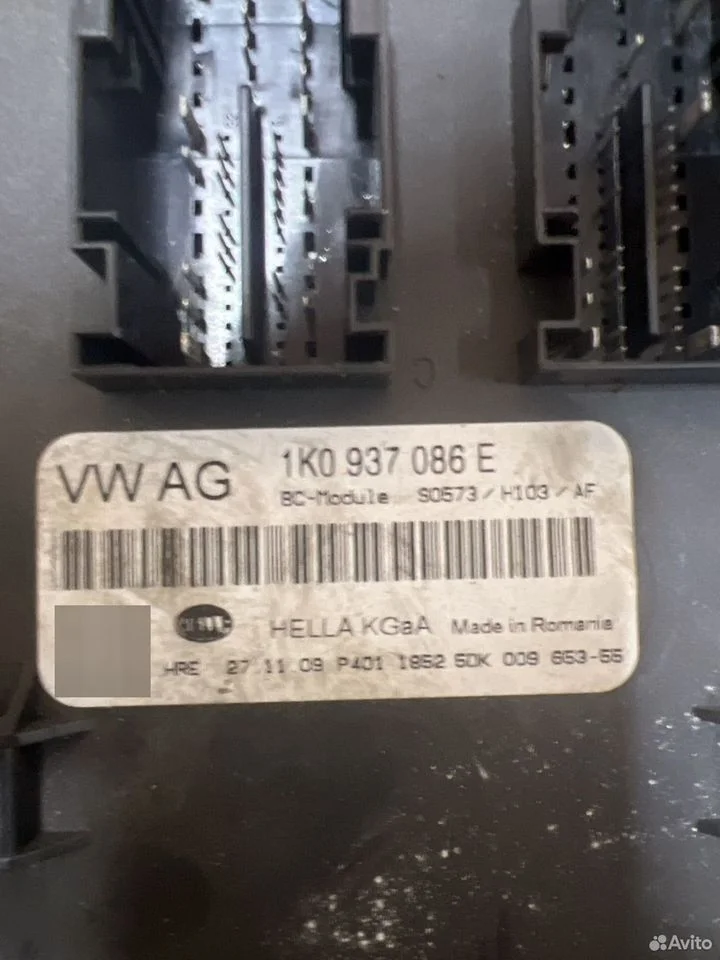 VW AG 1K0 937 086 E
BC-Module S0573/H103/AF
HELLA KGaA Made in Romania
HRE 27.11.09 P401 1852 5DK 009 653-55
Avito